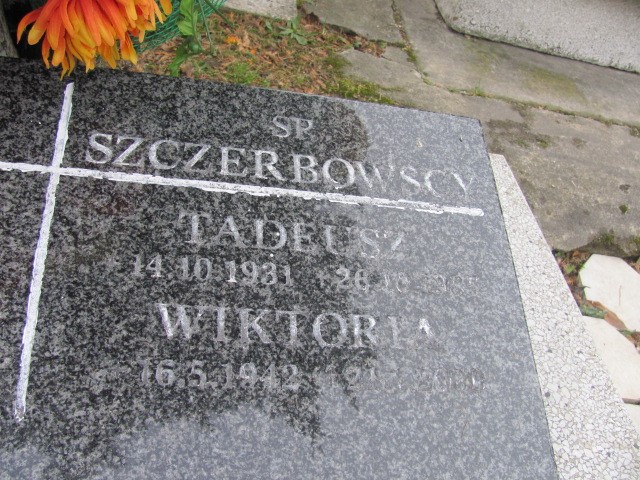 SP
SZCZERBOWSCY
TADEUSZ
14.10.1931
WIKTORIA
16.5.1942